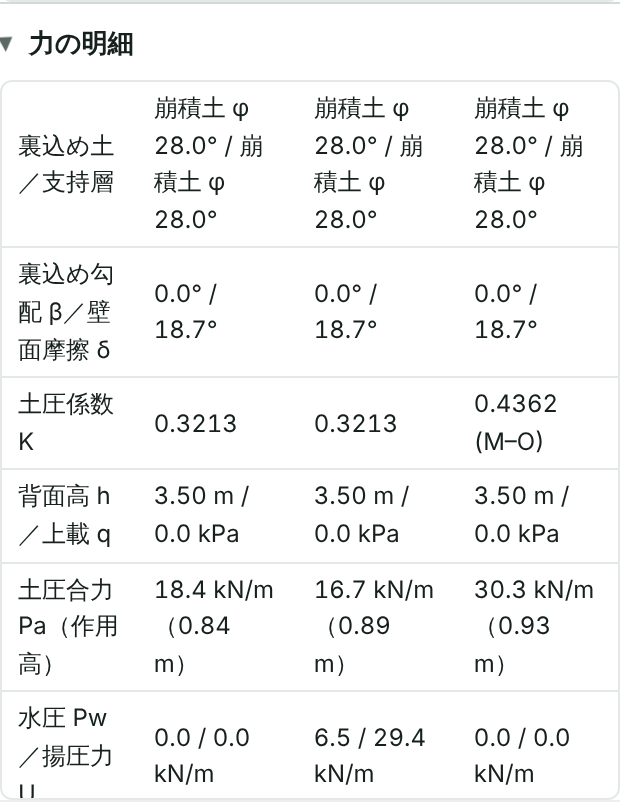 ▼ 力の明細
裏込め土
／支持層
崩積土 φ
28.0° / 崩
積土 φ
28.0°
崩積土 φ
28.0° / 崩
積土 φ
28.0°
崩積土 φ
28.0° / 崩
積土 φ
28.0°
裏込め勾
配 β／壁
面摩擦 δ
0.0° /
18.7°
0.0° /
18.7°
0.0° /
18.7°
土圧係数
K
0.3213
0.3213
0.4362
(M–O)
背面高 h
／上載 q
3.50 m /
0.0 kPa
3.50 m /
0.0 kPa
3.50 m /
0.0 kPa
土圧合力
Pa（作用
高）
18.4 kN/m
（0.84
m）
16.7 kN/m
（0.89
m）
30.3 kN/m
（0.93
m）
水圧 Pw
／揚圧力
U
0.0 / 0.0
kN/m
6.5 / 29.4
kN/m
0.0 / 0.0
kN/m